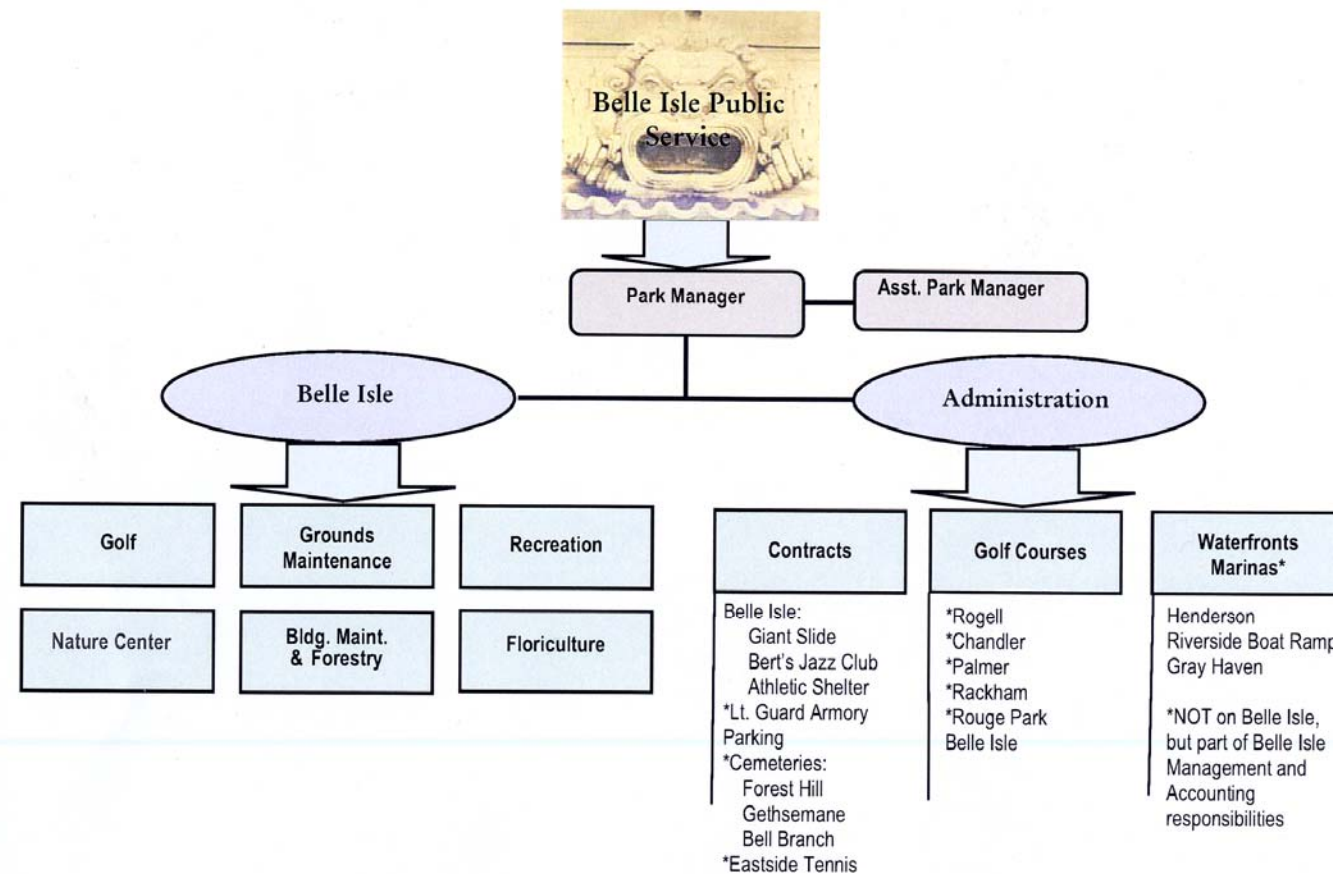 Belle Isle Public
Service
Park Manager
Asst. Park Manager
Belle Isle
Administration
Golf
Grounds
Maintenance
Recreation
Nature Center
Bldg. Maint.
& Forestry
Floriculture
Contracts
Belle Isle:
Giant Slide
Bert's Jazz Club
Athletic Shelter
*Lt. Guard Armory
Parking
*Cemeteries:
Forest Hill
Gethsemane
Bell Branch
*Eastside Tennis
Golf Courses
*Rogell
*Chandler
*Palmer
*Rackham
*Rouge Park
Belle Isle
Waterfronts
Marinas*
Henderson
Riverside Boat Ramp
Gray Haven
*NOT on Belle Isle,
but part of Belle Isle
Management and
Accounting
responsibilities